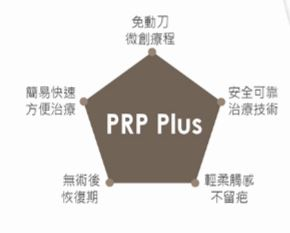 免動刀
微創療程
簡易快速
方便治療
安全可靠
治療技術
PRP Plus
無術後
恢復期
輕柔觸感
不留疤